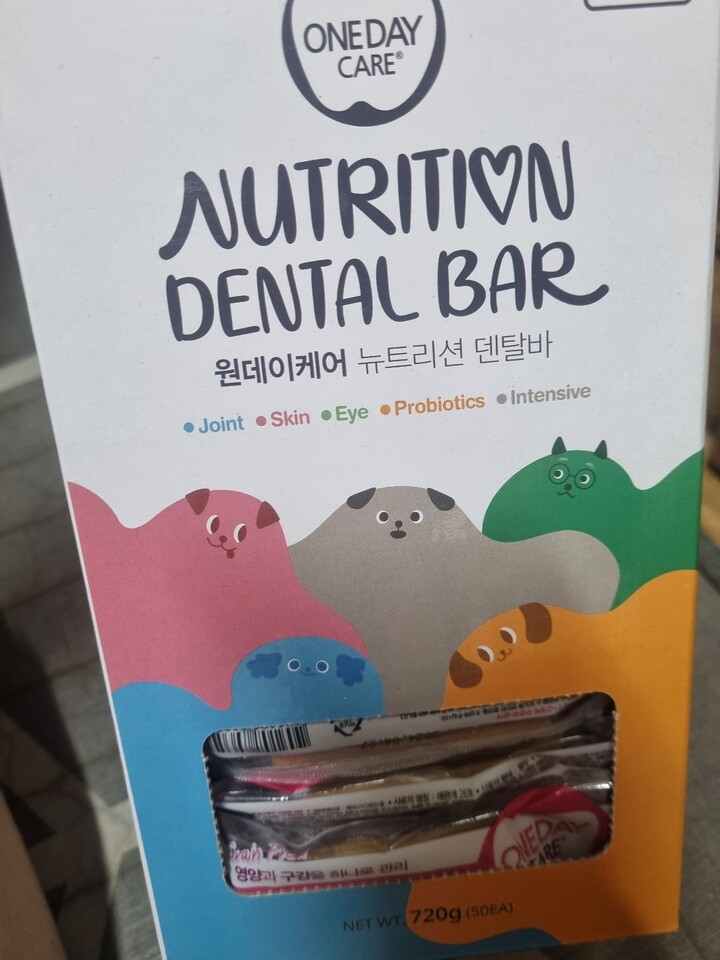 ONEDAY
CARE®
NUTRITION
DENTAL BAR
원데이케어 뉴트리션 덴탈바
• Joint • Skin • Eye • Probiotics • Intensive
영양과 구강을 하나로 관리
ONEDAY
CARE
NET WT. 720g (50EA)